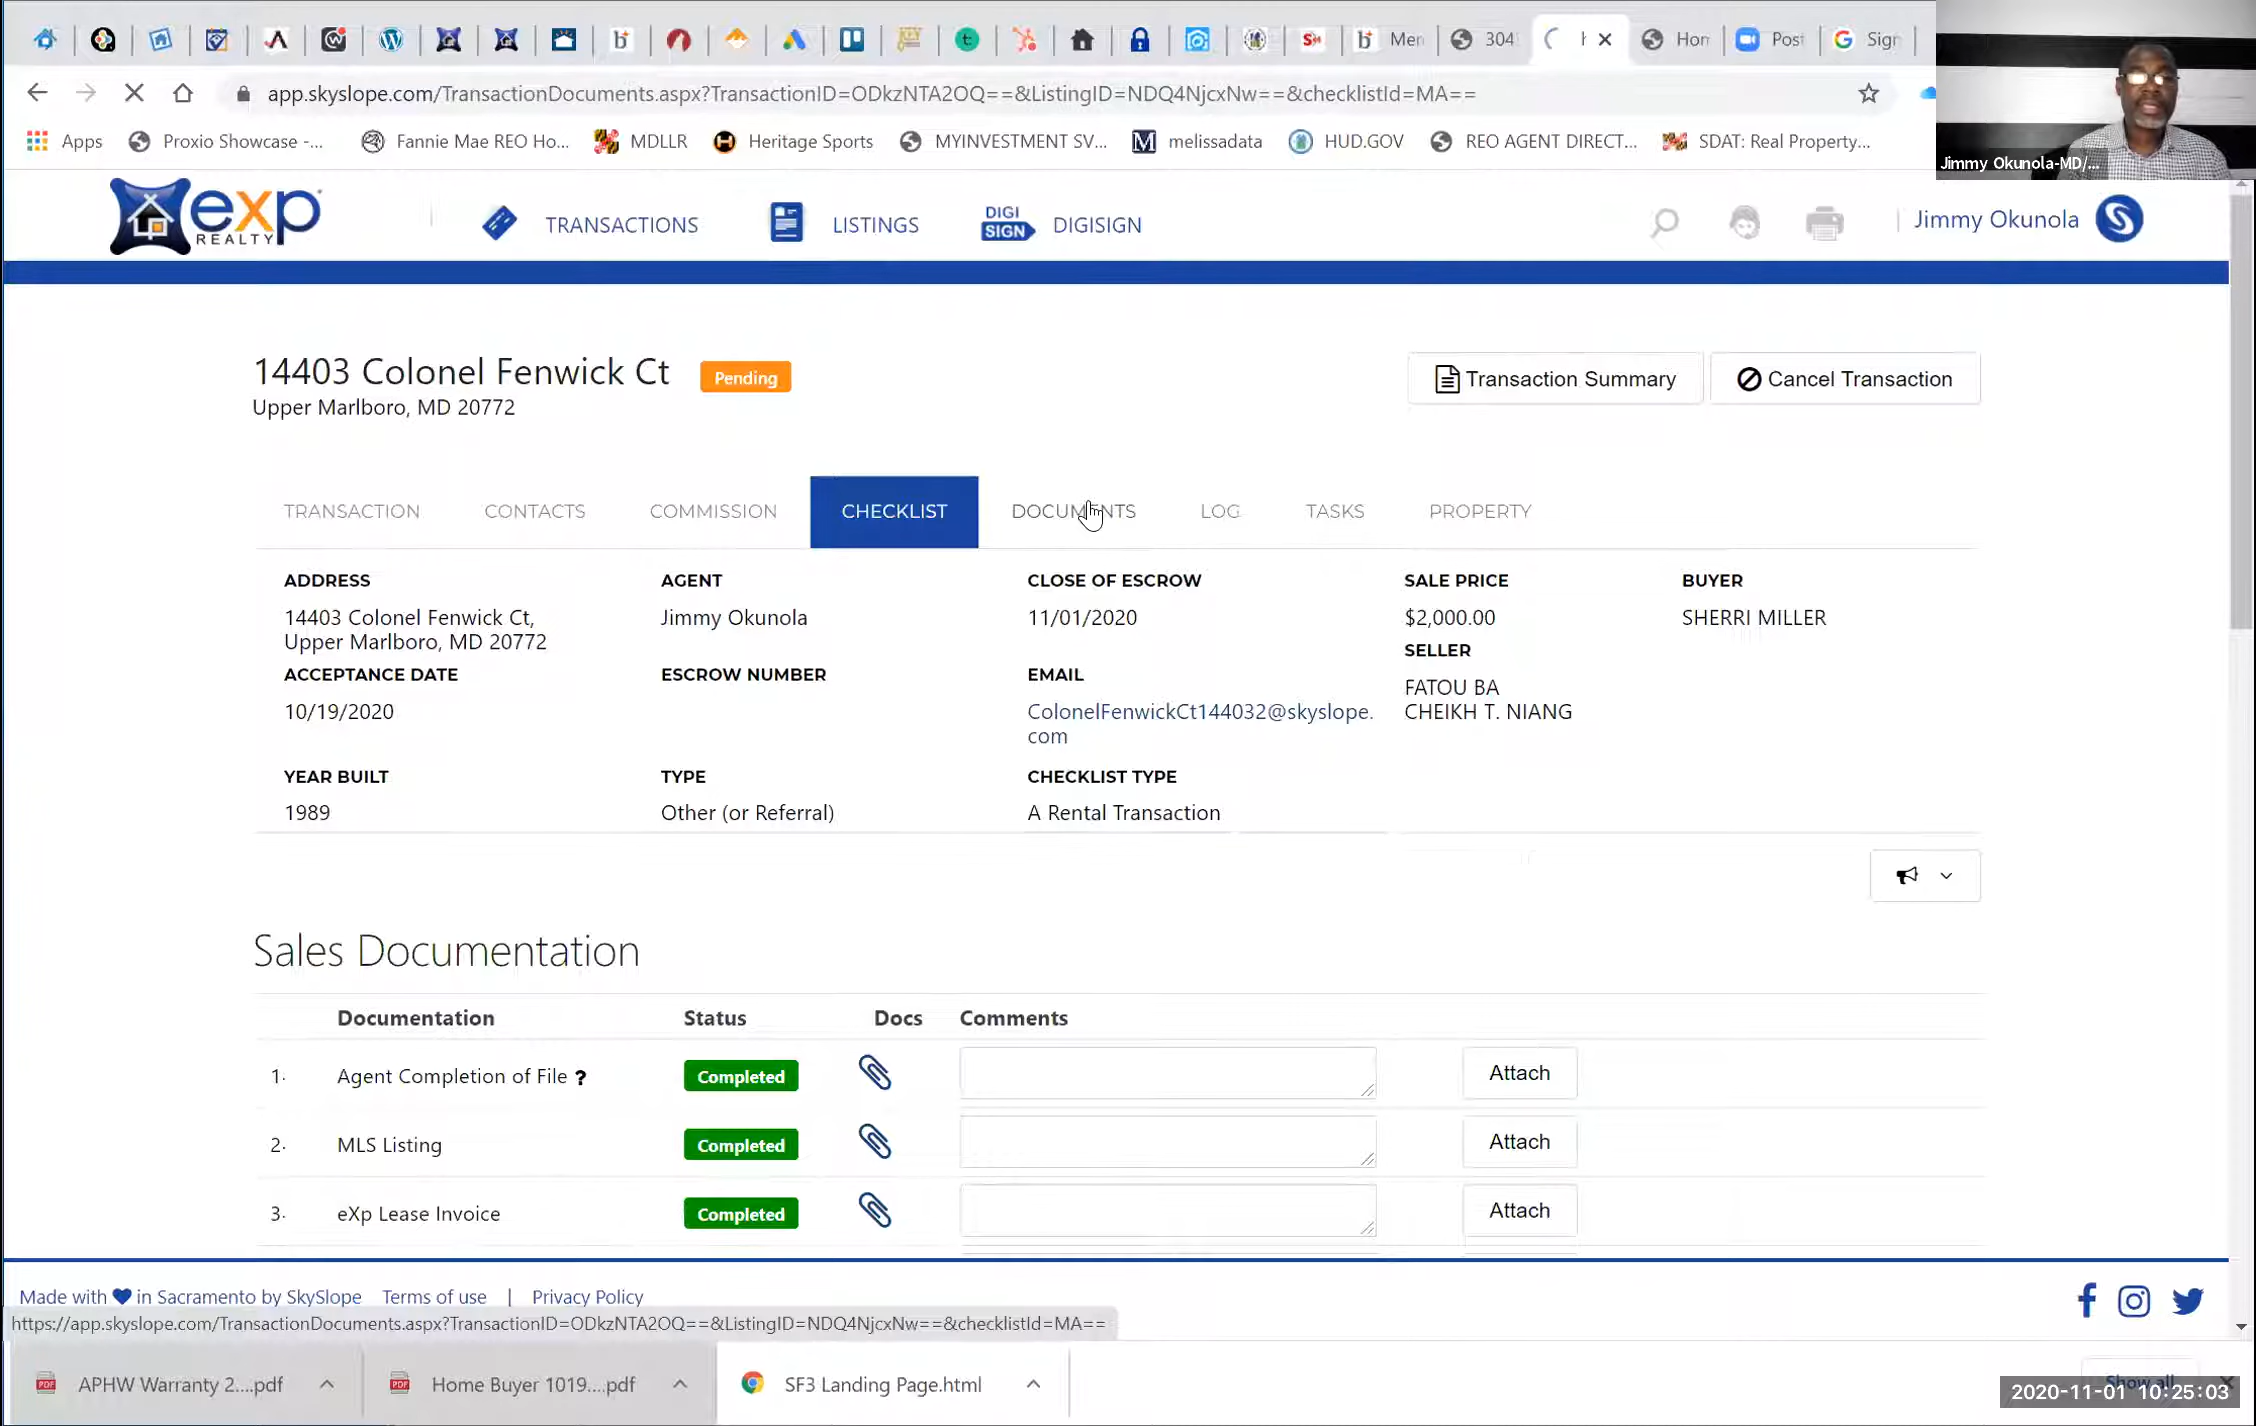 Men
304
Hon
Post
Sign
app.skyslope.com/TransactionDocuments.aspx?TransactionID=ODkzNTA2OQ==&ListingID=NDQ4NjcxNw==&checklistId=MA==
Apps Proxio Showcase -... Fannie Mae REO Ho... MDLLR Heritage Sports MYINVESTMENT SV... melissadata HUD.GOV REO AGENT DIRECT... SDAT: Real Property...
Jimmy Okunola-MD/...
exp REALTY
TRANSACTIONS LISTINGS DIGI SIGN DIGISIGN
Jimmy Okunola
14403 Colonel Fenwick Ct Pending
Upper Marlboro, MD 20772
Transaction Summary Cancel Transaction
TRANSACTION CONTACTS COMMISSION CHECKLIST DOCUMENTS LOG TASKS PROPERTY
ADDRESS AGENT CLOSE OF ESCROW SALE PRICE BUYER
14403 Colonel Fenwick Ct, Jimmy Okunola 11/01/2020 $2,000.00 SHERRI MILLER
Upper Marlboro, MD 20772
SELLER
ACCEPTANCE DATE ESCROW NUMBER EMAIL
FATOU BA
10/19/2020 ColonelFenwickCt144032@skyslope. CHEIKH T. NIANG
com
YEAR BUILT TYPE CHECKLIST TYPE
1989 Other (or Referral) A Rental Transaction
Sales Documentation
Documentation Status Docs Comments
1. Agent Completion of File ? Completed Attach
2. MLS Listing Completed Attach
3. eXp Lease Invoice Completed Attach
Made with in Sacramento by SkySlope Terms of use | Privacy Policy
https://app.skyslope.com/TransactionDocuments.aspx?TransactionID=ODkzNTA2OQ==&ListingID=NDQ4NjcxNw==&checklistId=MA==
APHW Warranty 2....pdf Home Buyer 1019....pdf SF3 Landing Page.html Show all
2020-11-01 10:25:03